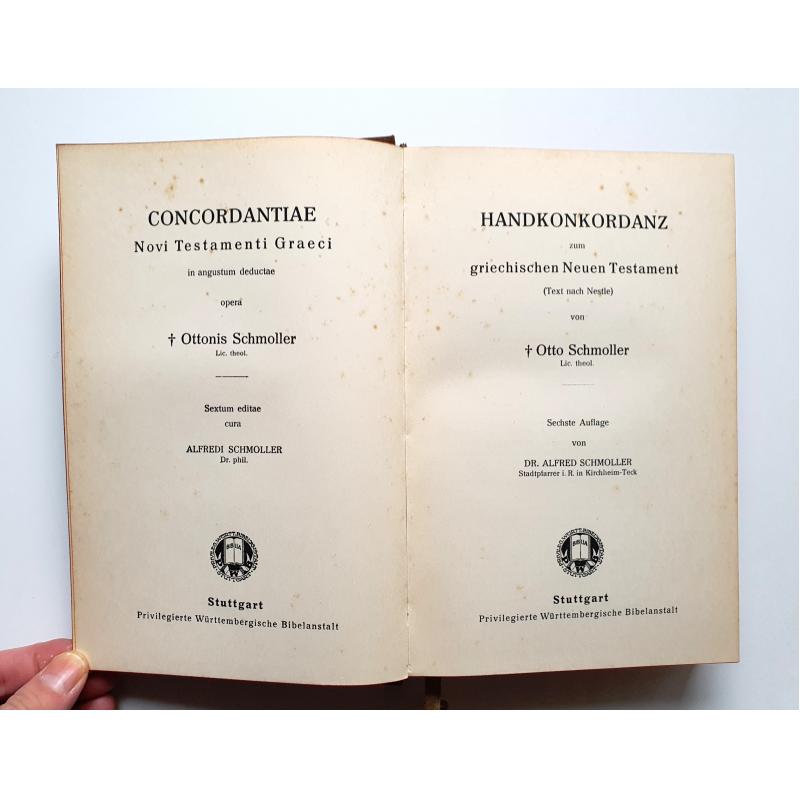 CONCORDANTIAE
Novi Testamenti Graeci
in angustum deductae
opera
† Ottonis Schmoller
Lic. theol.
Sextum editae
cura
ALFREDI SCHMOLLER
Dr. phil.
BIBLIA
Stuttgart
Privilegierte Württembergische Bibelanstalt
HANDKONKORDANZ
zum
griechischen Neuen Testament
(Text nach Nestle)
von
† Otto Schmoller
Lic. theol.
Sechste Auflage
von
DR. ALFRED SCHMOLLER
Stadtpfarrer i. R. in Kirchheim-Teck
BIBLIA
Stuttgart
Privilegierte Württembergische Bibelanstalt